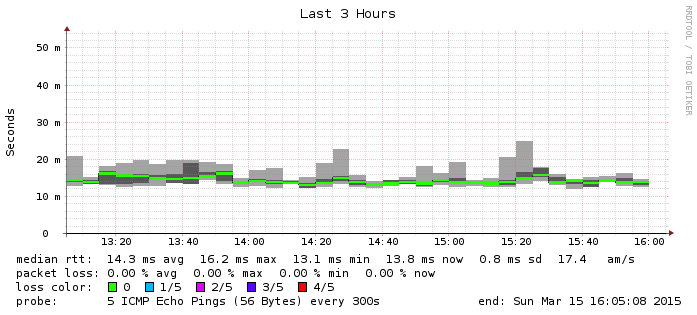 Last 3 Hours
RRDTOOL / TOBI OETIKER
Seconds
50 m
40 m
30 m
20 m
10 m
0
13:20 13:40 14:00 14:20 14:40 15:00 15:20 15:40 16:00
median rtt: 14.3 ms avg 16.2 ms max 13.1 ms min 13.8 ms now 0.8 ms sd 17.4 am/s
packet loss: 0.00 % avg 0.00 % max 0.00 % min 0.00 % now
loss color: 0 1/5 2/5 3/5 4/5
probe: 5 ICMP Echo Pings (56 Bytes) every 300s end: Sun Mar 15 16:05:08 2015